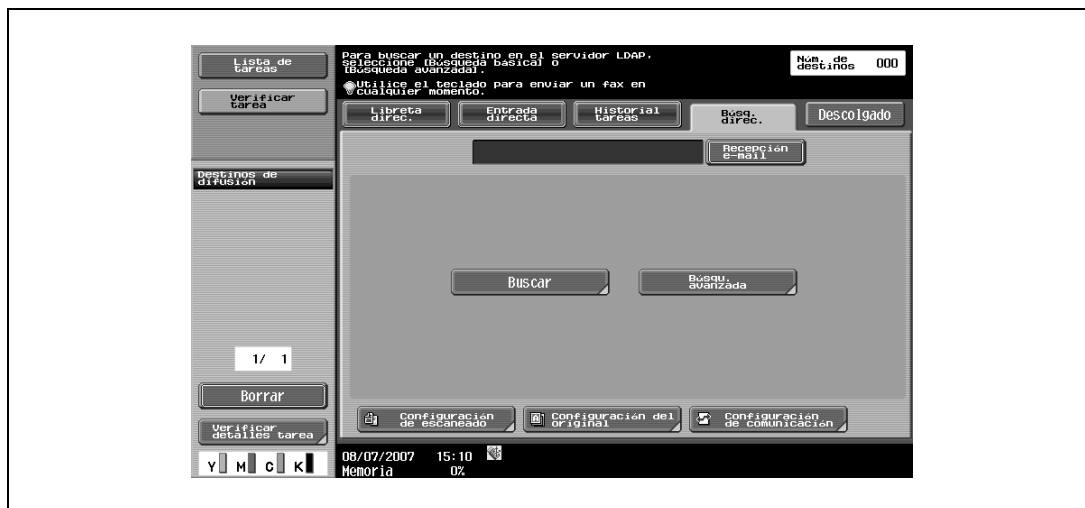 Lista de
tareas
Verificar
tarea
Destinos de
difusión
1/ 1
Borrar
Verificar
detalles tarea
Y M C K
Para buscar un destino en el servidor LDAP,
seleccione [Búsqueda básica] o
[Búsqueda avanzada].
Utilice el teclado para enviar un fax en
cualquier momento.
Núm. de
destinos 000
Libreta
direc.
Entrada
directa
Historial
tareas
Búsq.
direc.
Descolgado
Recepción
e-mail
Buscar
Búsqu.
avanzada
Configuración
de escaneado
Configuración del
original
Configuración
de comunicación
08/07/2007 15:10
Memoria 0%